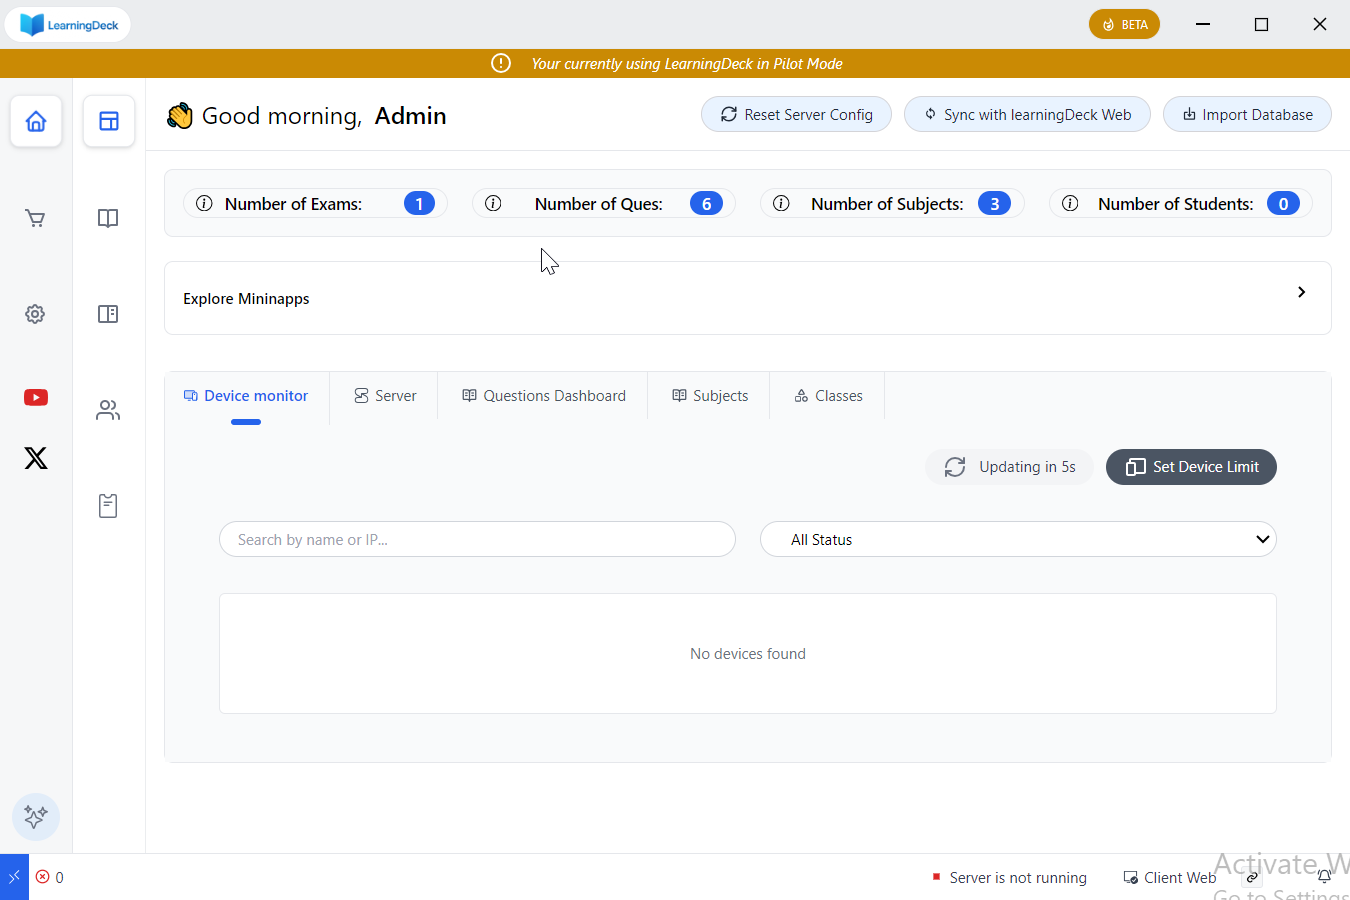 LearningDeck
BETA
Your currently using LearningDeck in Pilot Mode
Good morning, Admin
Reset Server Config
Sync with learningDeck Web
Import Database
Number of Exams: 1
Number of Ques: 6
Number of Subjects: 3
Number of Students: 0
Explore Mininapps
Device monitor
Server
Questions Dashboard
Subjects
Classes
Updating in 5s
Set Device Limit
Search by name or IP...
All Status
No devices found
0
Server is not running
Client Web
Activate W
Go to Settings